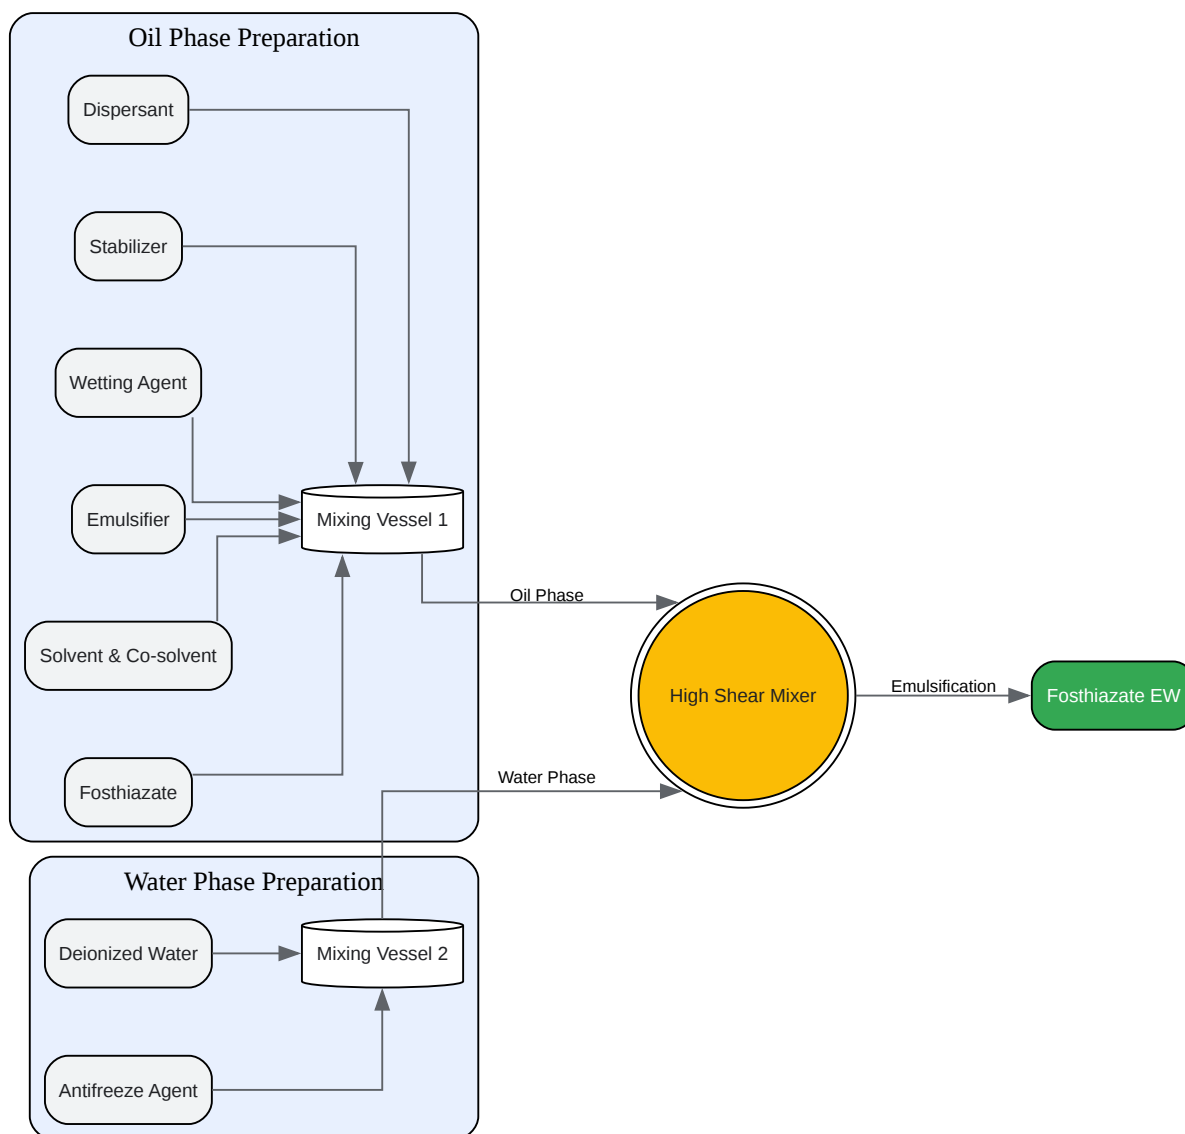 Oil Phase Preparation
Dispersant
Stabilizer
Wetting Agent
Emulsifier
Mixing Vessel 1
Solvent & Co-solvent
Fosthiazate
Oil Phase
High Shear Mixer
Emulsification
Fosthiazate EW
Water Phase
Water Phase Preparation
Deionized Water
Mixing Vessel 2
Antifreeze Agent